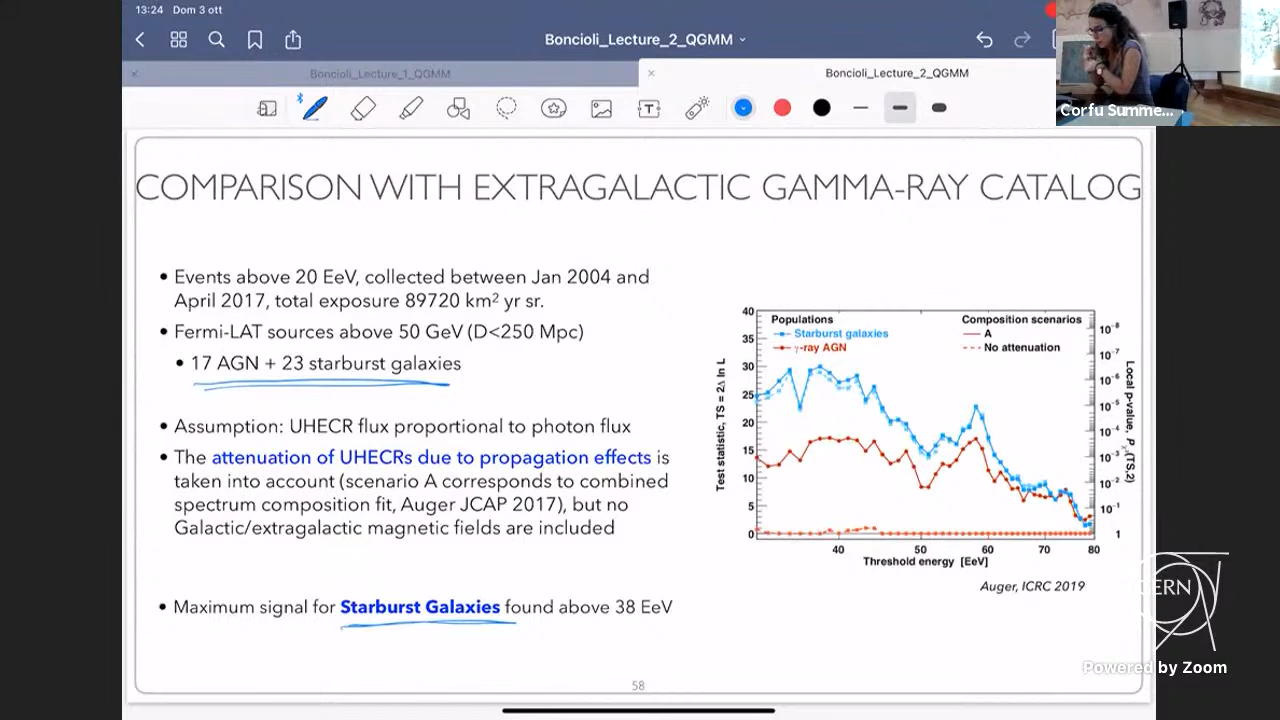 13:24 Dom 3 ott
Boncioli_Lecture_2_QGMM
Boncioli_Lecture_1_QGMM
Boncioli_Lecture_2_QGMM
Corfu Summe...
COMPARISON WITH EXTRAGALACTIC GAMMA-RAY CATALOG
• Events above 20 EeV, collected between Jan 2004 and
April 2017, total exposure 89720 km² yr sr.
• Fermi-LAT sources above 50 GeV (D<250 Mpc)
• 17 AGN + 23 starburst galaxies
• Assumption: UHECR flux proportional to photon flux
• The attenuation of UHECRs due to propagation effects is
taken into account (scenario A corresponds to combined
spectrum composition fit, Auger JCAP 2017), but no
Galactic/extragalactic magnetic fields are included
• Maximum signal for Starburst Galaxies found above 38 EeV
Populations
Starburst galaxies
γ-ray AGN
Composition scenarios
A
No attenuation
Test statistic, TS = 2Δ ln L
40
35
30
25
20
15
10
5
0
10⁻⁸
10⁻⁷
10⁻⁶
10⁻⁵
10⁻⁴
10⁻³
10⁻²
10⁻¹
1
Local p-value, P (TS,2)
40 50 60 70 80
Threshold energy [EeV]
Auger, ICRC 2019
CERN
Powered by Zoom
58